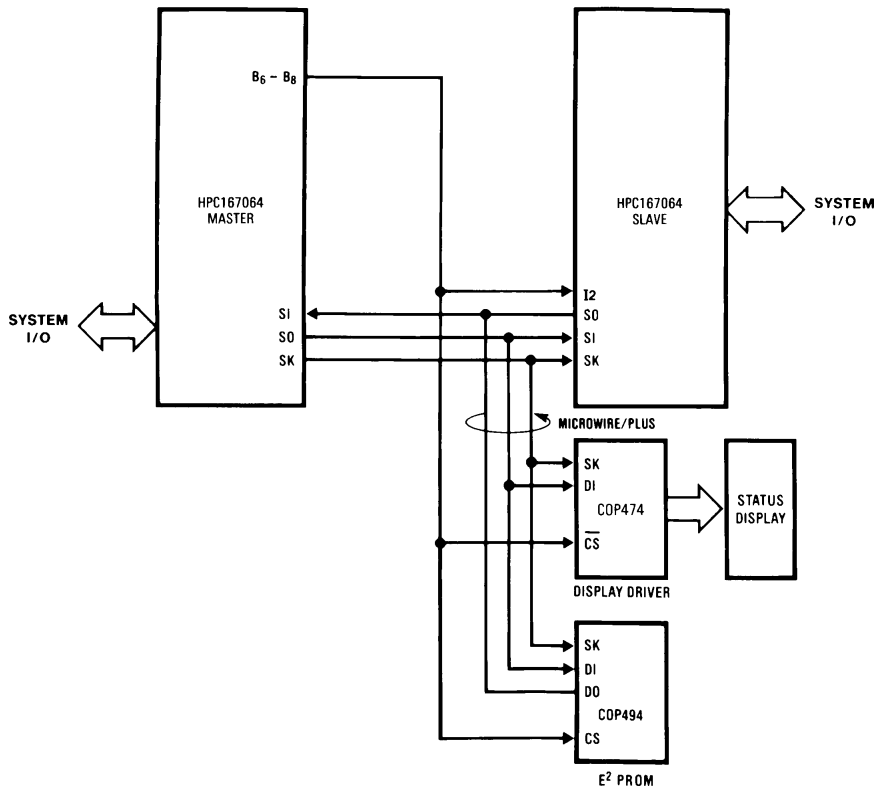 B6 – B8
HPC167064
MASTER
SYSTEM
I/O
SI
SO
SK
HPC167064
SLAVE
I2
SO
SI
SK
SYSTEM
I/O
MICROWIRE/PLUS
SK
DI
COP474
CS
DISPLAY DRIVER
STATUS
DISPLAY
SK
DI
DO
COP494
CS
E² PROM